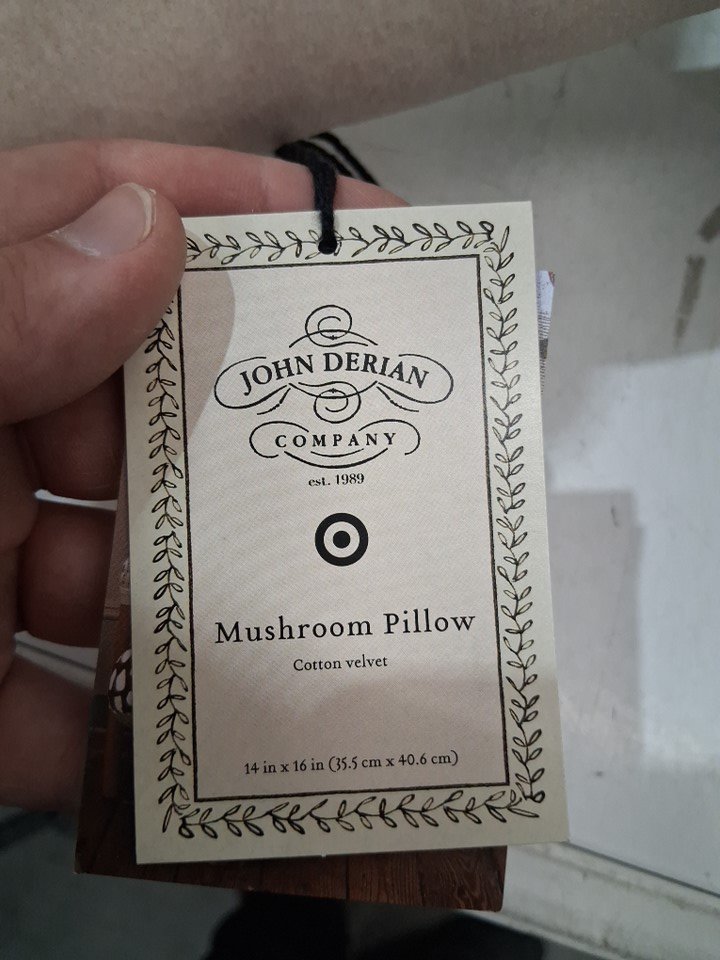 JOHN DERIAN
COMPANY
est. 1989
Mushroom Pillow
Cotton velvet
14 in x 16 in (35.5 cm x 40.6 cm)